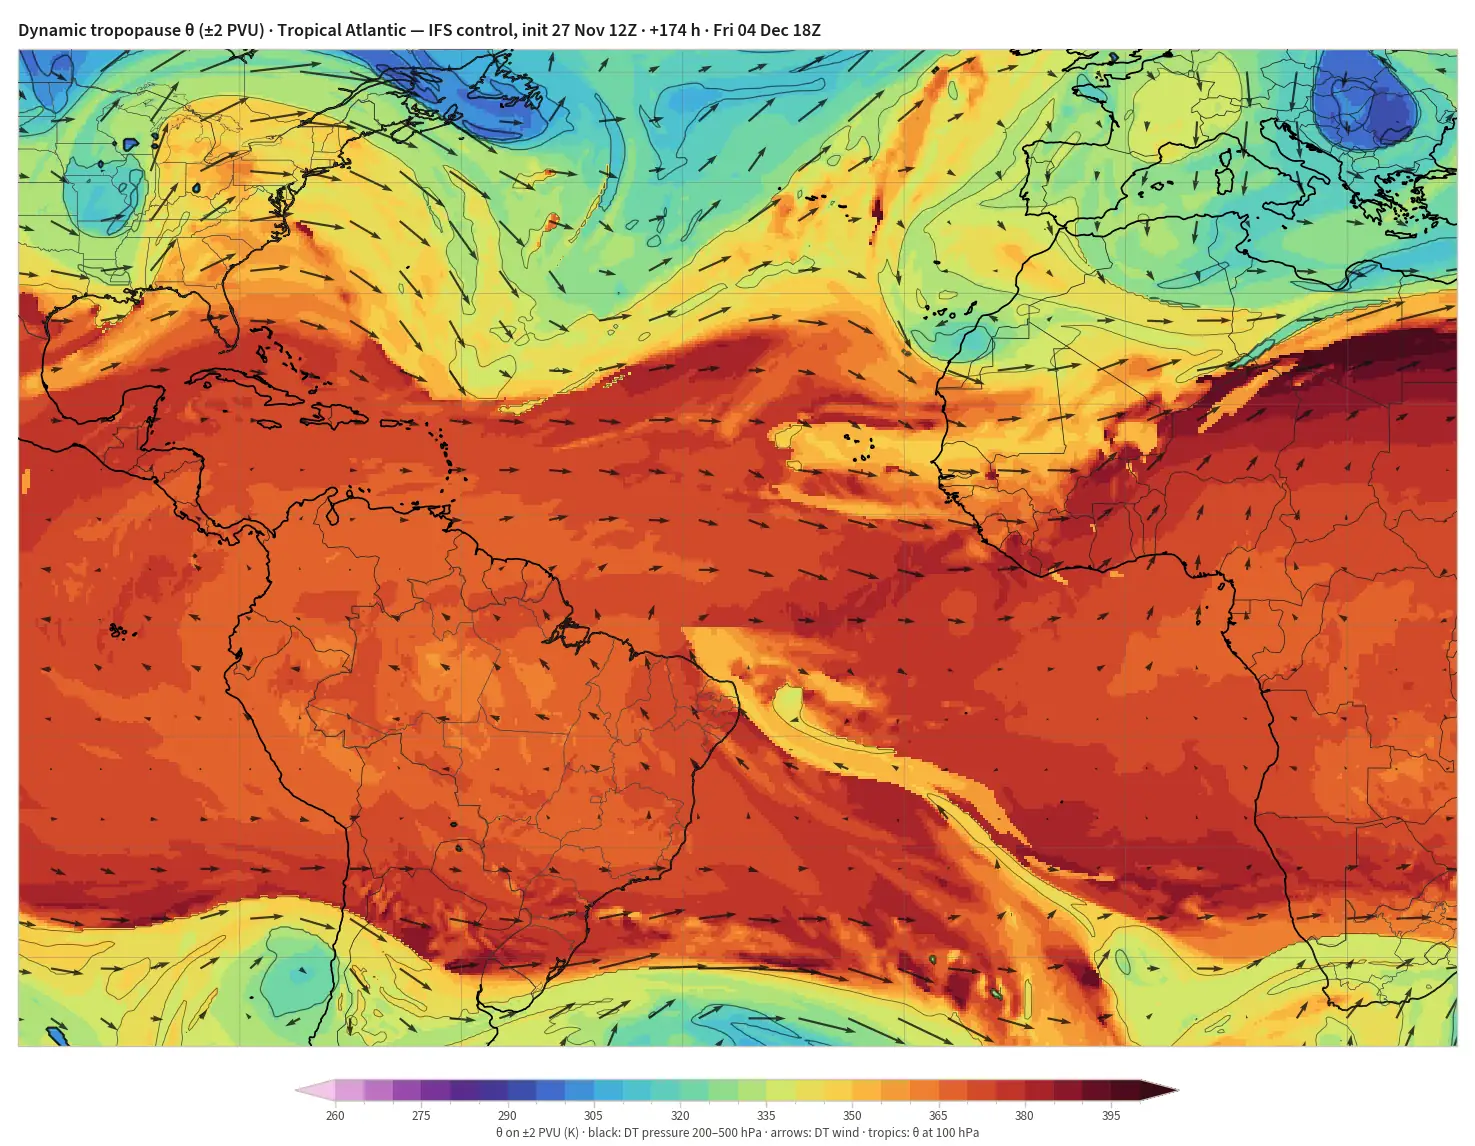 Dynamic tropopause θ (±2 PVU) · Tropical Atlantic — IFS control, init 27 Nov 12Z · +174 h · Fri 04 Dec 18Z
260 275 290 305 320 335 350 365 380 395
θ on ±2 PVU (K) · black: DT pressure 200–500 hPa · arrows: DT wind · tropics: θ at 100 hPa